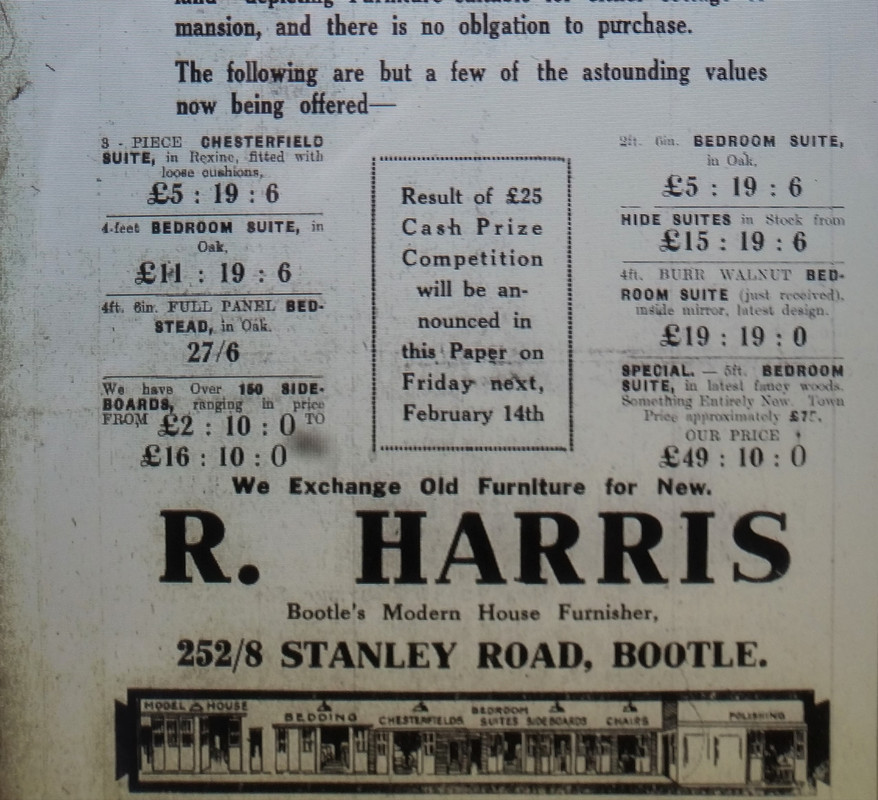 mansion, and there is no oblgation to purchase.
The following are but a few of the astounding values
now being offered—
3 - PIECE CHESTERFIELD
SUITE, in Rexine, fitted with
loose cushions,
£5 : 19 : 6
4-feet BEDROOM SUITE, in
Oak,
£11 : 19 : 6
4ft. 6in. FULL PANEL BED-
STEAD, in Oak.
27/6
We have Over 150 SIDE-
BOARDS, ranging in price
FROM £2 : 10 : 0 TO
£16 : 10 : 0
Result of £25
Cash Prize
Competition
will be an-
nounced in
this Paper on
Friday next,
February 14th
2ft. 6in. BEDROOM SUITE,
in Oak,
£5 : 19 : 6
HIDE SUITES in Stock from
£15 : 19 : 6
4ft. BURR WALNUT BED-
ROOM SUITE (just received),
inside mirror, latest design.
£19 : 19 : 0
SPECIAL. — 5ft. BEDROOM
SUITE, in latest fancy woods.
Something Entirely New. Town
Price approximately
OUR PRICE
£49 : 10 : 0
We Exchange Old Furniture for New.
R. HARRIS
Bootle's Modern House Furnisher,
252/8 STANLEY ROAD, BOOTLE.
MODEL HOUSE
BEDDING
CHESTERFIELDS
BEDROOM
SUITES
SIDEBOARDS
CHAIRS
POLISHING